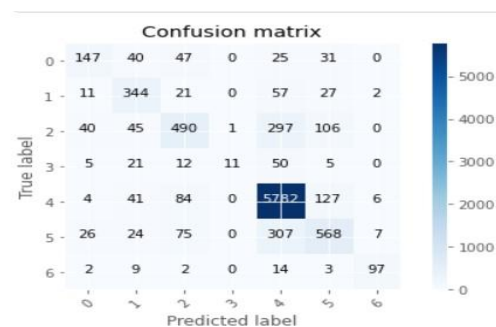 Confusion matrix
0 147 40 47 0 25 31 0
1 11 344 21 0 57 27 2
2 40 45 490 1 297 106 0
3 5 21 12 11 50 5 0
4 4 41 84 0 5782 127 6
5 26 24 75 0 307 568 7
6 2 9 2 0 14 3 97
0 1 2 3 4 5 6
True label
Predicted label
5000
4000
3000
2000
1000
0